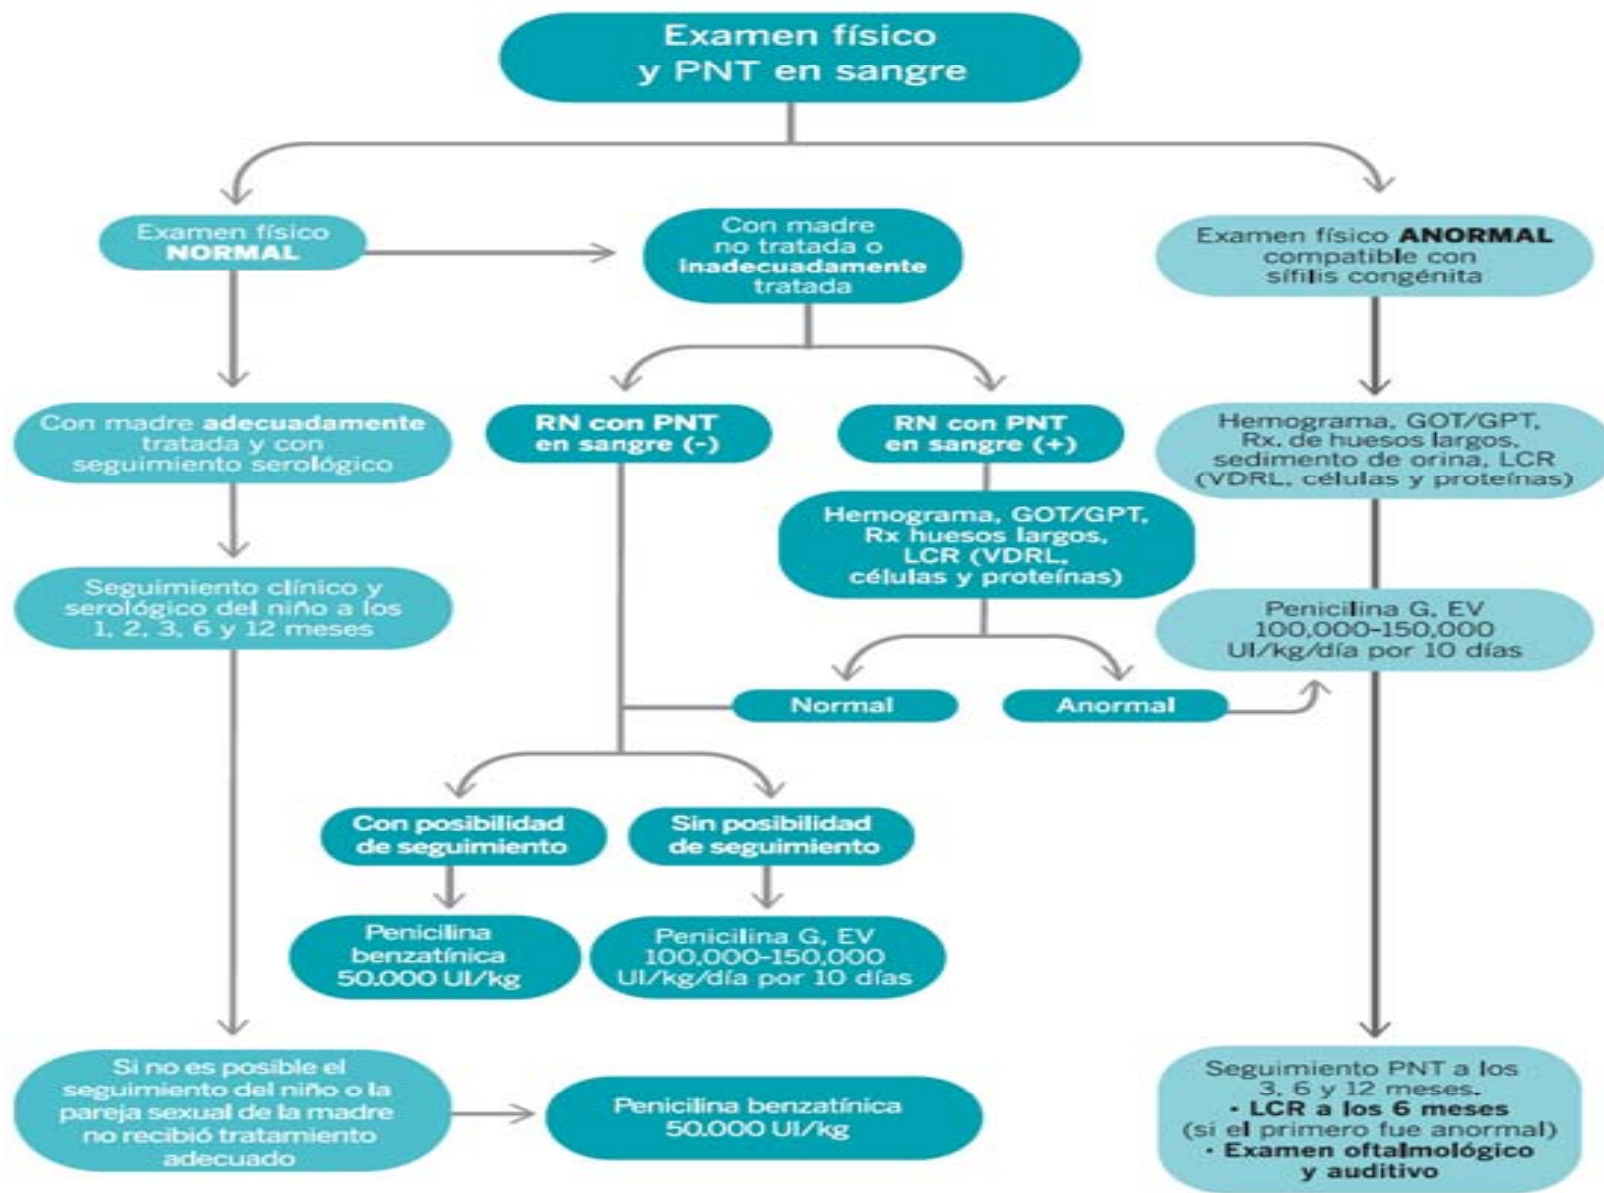 Examen físico
y PNT en sangre
Examen físico
NORMAL
Con madre
no tratada o
inadecuadamente
tratada
Examen físico ANORMAL
compatible con
sífilis congénita
Con madre adecuadamente
tratada y con
seguimiento serológico
RN con PNT
en sangre (-)
RN con PNT
en sangre (+)
Hemograma, GOT/GPT,
Rx. de huesos largos,
sedimento de orina, LCR
(VDRL, células y proteínas)
Hemograma, GOT/GPT,
Rx huesos largos,
LCR (VDRL,
células y proteínas)
Seguimiento clínico y
serológico del niño a los
1, 2, 3, 6 y 12 meses
Penicilina G, EV
100,000-150,000
UI/kg/día por 10 días
Normal
Anormal
Con posibilidad
de seguimiento
Sin posibilidad
de seguimiento
Penicilina
benzatínica
50.000 UI/kg
Penicilina G, EV
100,000-150,000
UI/kg/día por 10 días
Si no es posible el
seguimiento del niño o la
pareja sexual de la madre
no recibió tratamiento
adecuado
Penicilina benzatínica
50.000 UI/kg
Seguimiento PNT a los
3, 6 y 12 meses.
· LCR a los 6 meses
(si el primero fue anormal)
· Examen oftalmológico
y auditivo